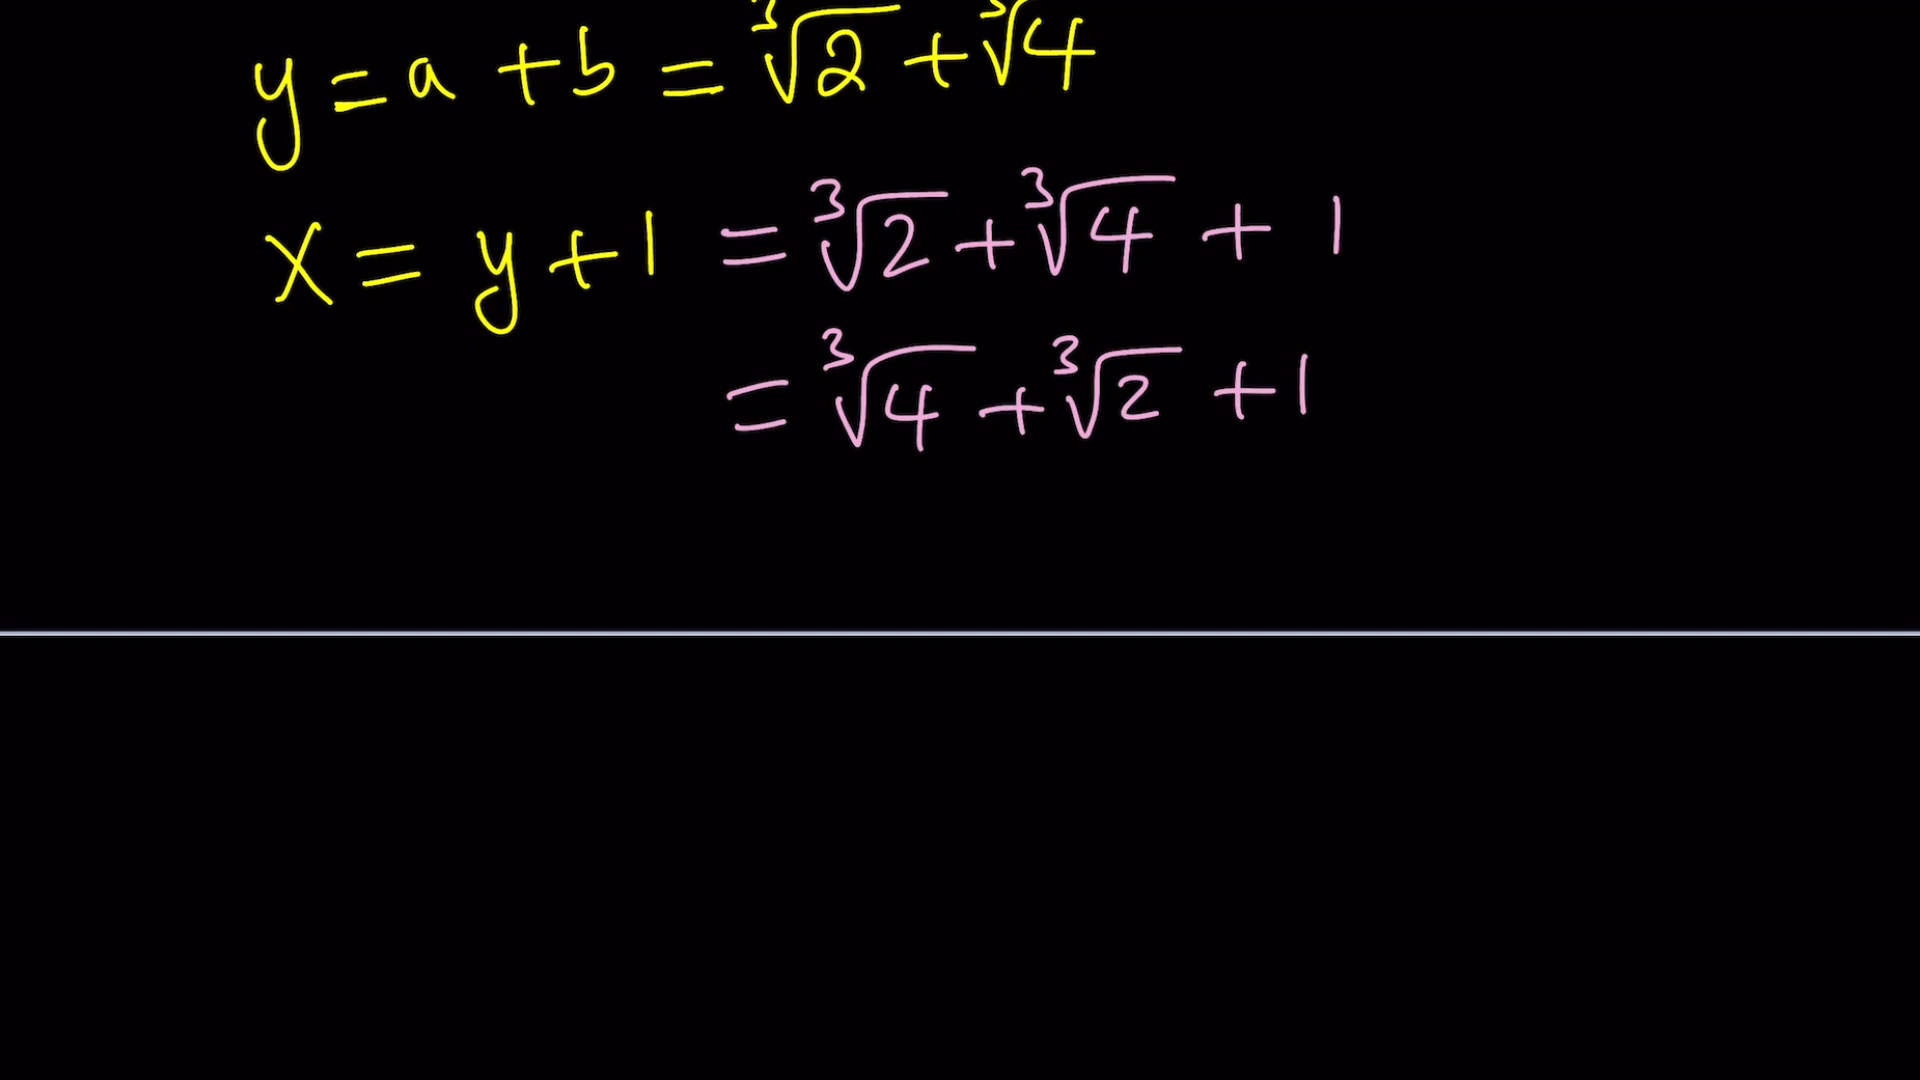 y = a + b = ∛2 + ∛4
x = y + 1 = ∛2 + ∛4 + 1
= ∛4 + ∛2 + 1